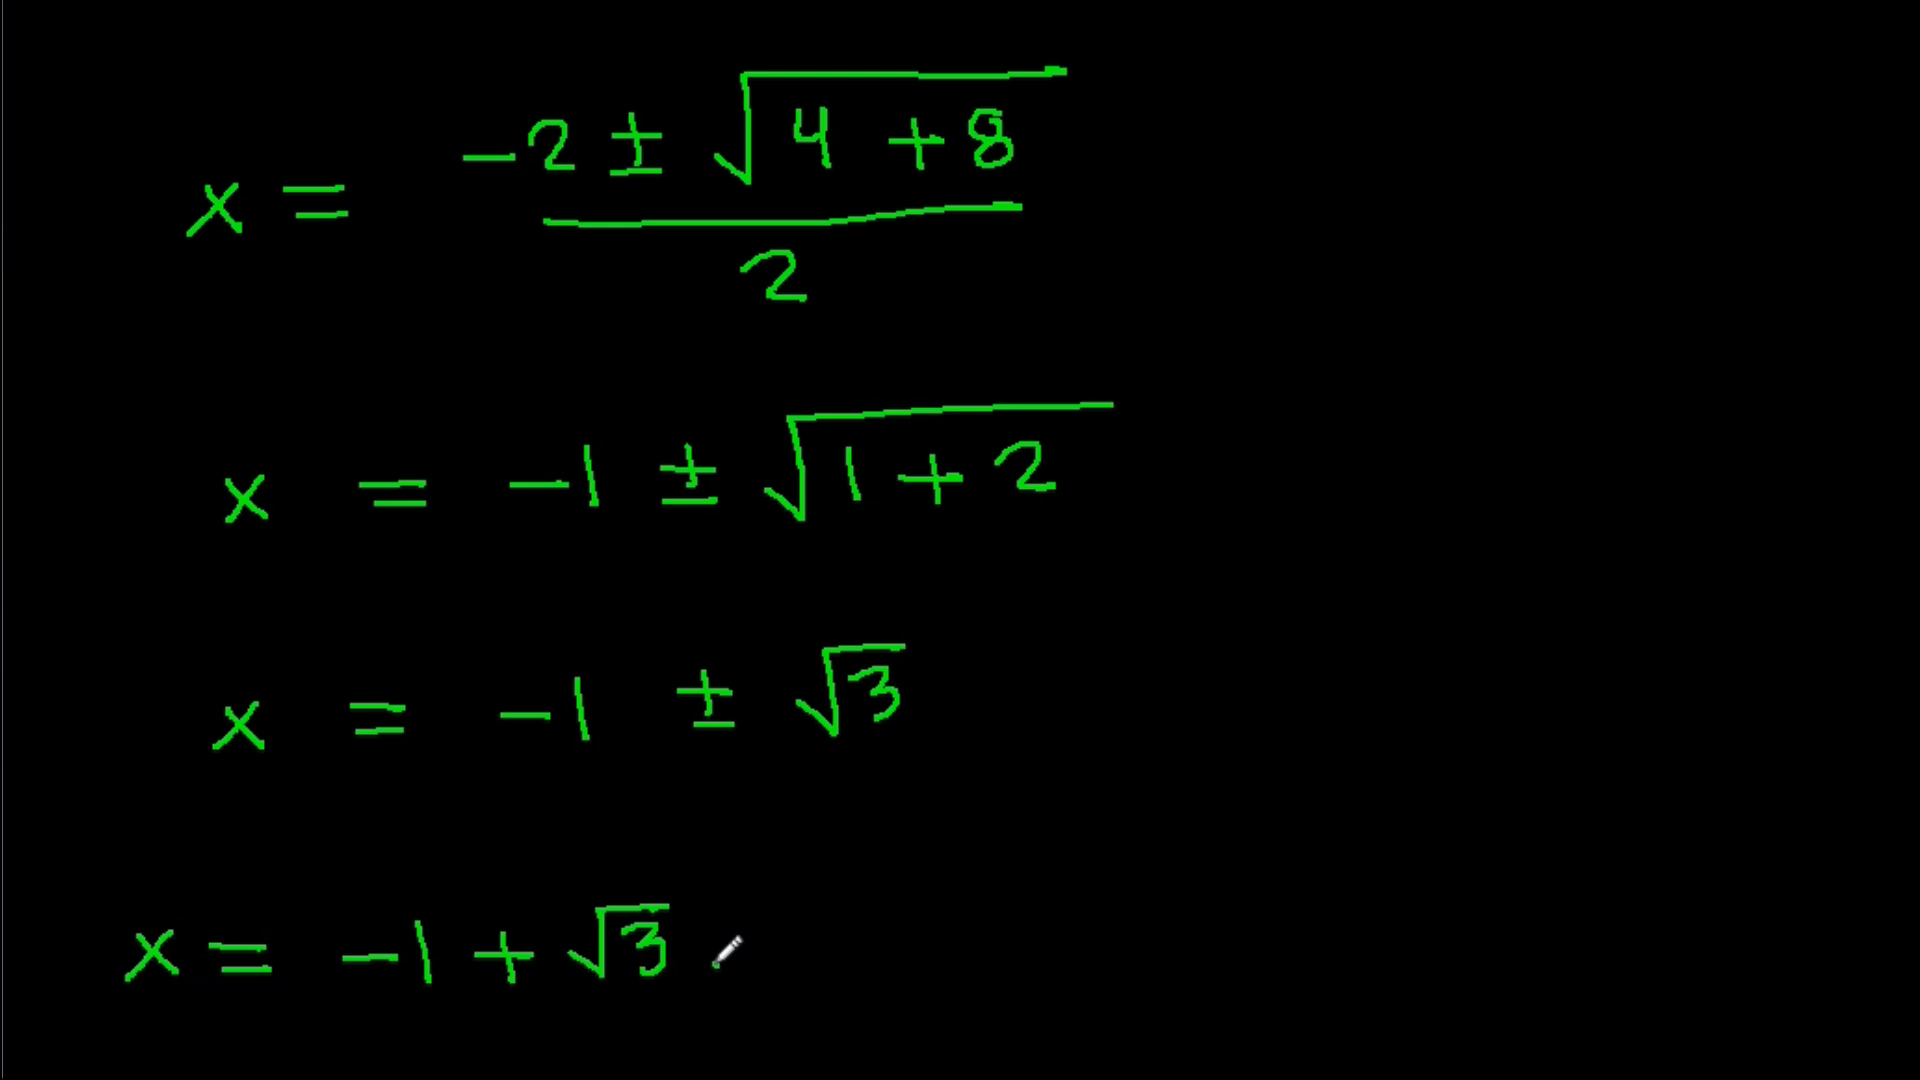 x = (-2 ± √(4 + 8)) / 2
x = -1 ± √(1 + 2)
x = -1 ± √3
x = -1 + √3